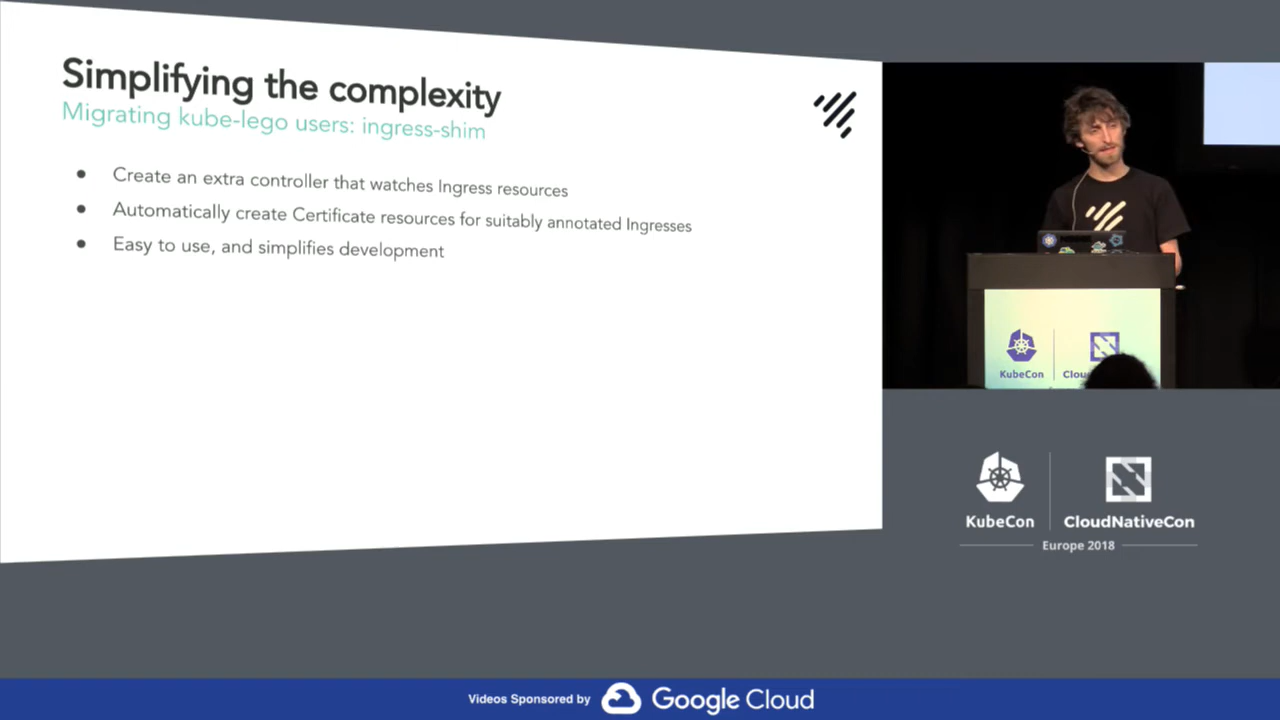 Simplifying the complexity
Migrating kube-lego users: ingress-shim
● Create an extra controller that watches Ingress resources
● Automatically create Certificate resources for suitably annotated Ingresses
● Easy to use, and simplifies development
KubeCon
KubeCon
CloudNativeCon
Europe 2018
Videos Sponsored by
Google Cloud